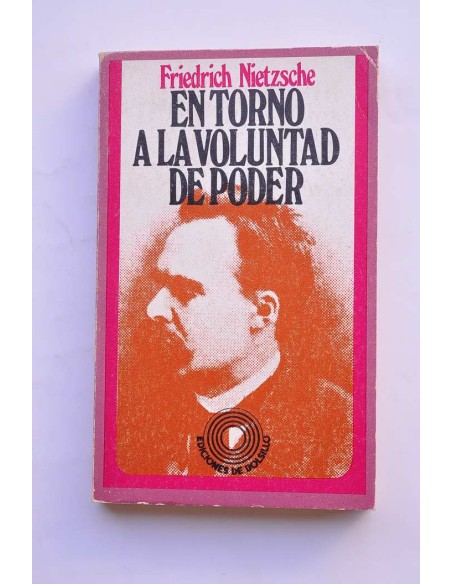 Friedrich Nietzsche
EN TORNO
A LA VOLUNTAD
DE PODER
EDICIONES DE BOLSILLO